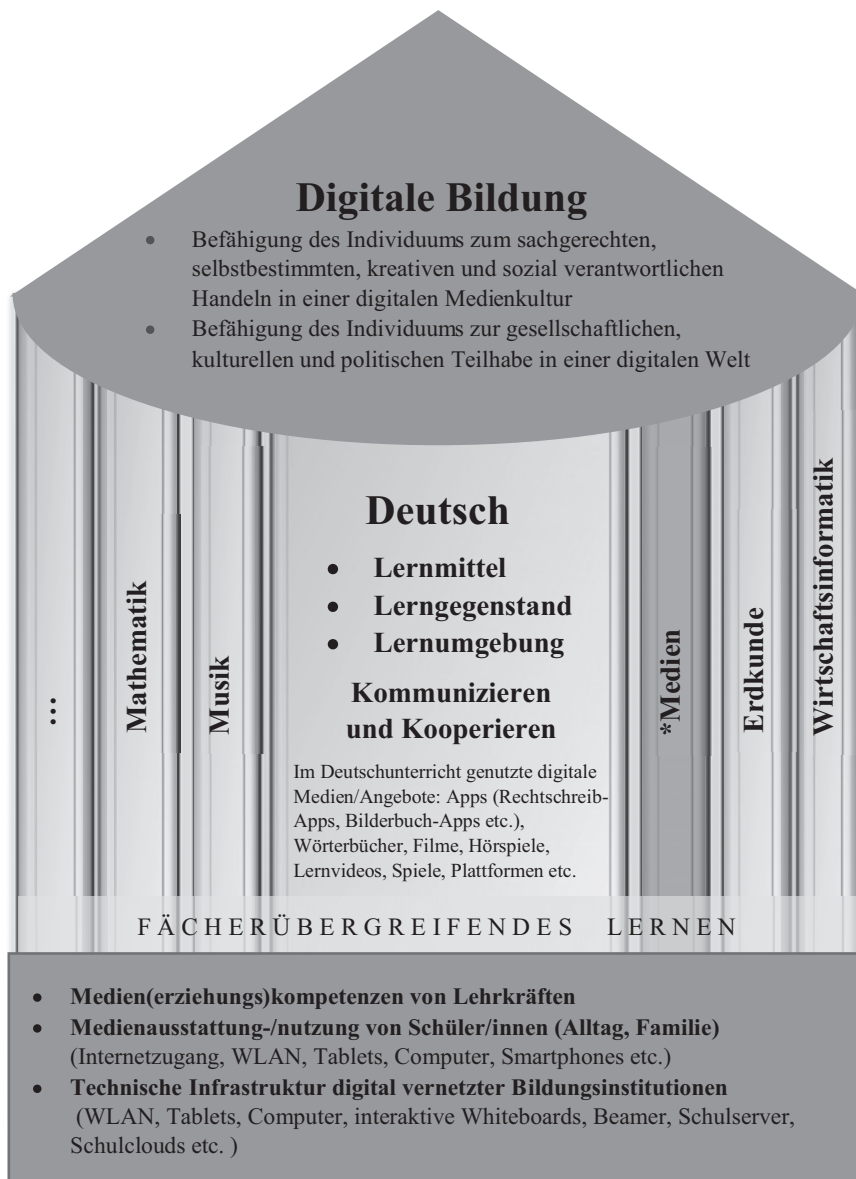 Digitale Bildung
• Befähigung des Individuums zum sachgerechten,
selbstbestimmten, kreativen und sozial verantwortlichen
Handeln in einer digitalen Medienkultur
• Befähigung des Individuums zur gesellschaftlichen,
kulturellen und politischen Teilhabe in einer digitalen Welt
...
Mathematik
Musik
Deutsch
• Lernmittel
• Lerngegenstand
• Lernumgebung
Kommunizieren
und Kooperieren
Im Deutschunterricht genutzte digitale
Medien/Angebote: Apps (Rechtschreib-
Apps, Bilderbuch-Apps etc.),
Wörterbücher, Filme, Hörspiele,
Lernvideos, Spiele, Plattformen etc.
*Medien
Erdkunde
Wirtschaftsinformatik
FÄCHERÜBERGREIFENDES LERNEN
• Medien(erziehungs)kompetenzen von Lehrkräften
• Medienausstattung-/nutzung von Schüler/innen (Alltag, Familie)
(Internetzugang, WLAN, Tablets, Computer, Smartphones etc.)
• Technische Infrastruktur digital vernetzter Bildungsinstitutionen
(WLAN, Tablets, Computer, interaktive Whiteboards, Beamer, Schulserver,
Schulclouds etc. )